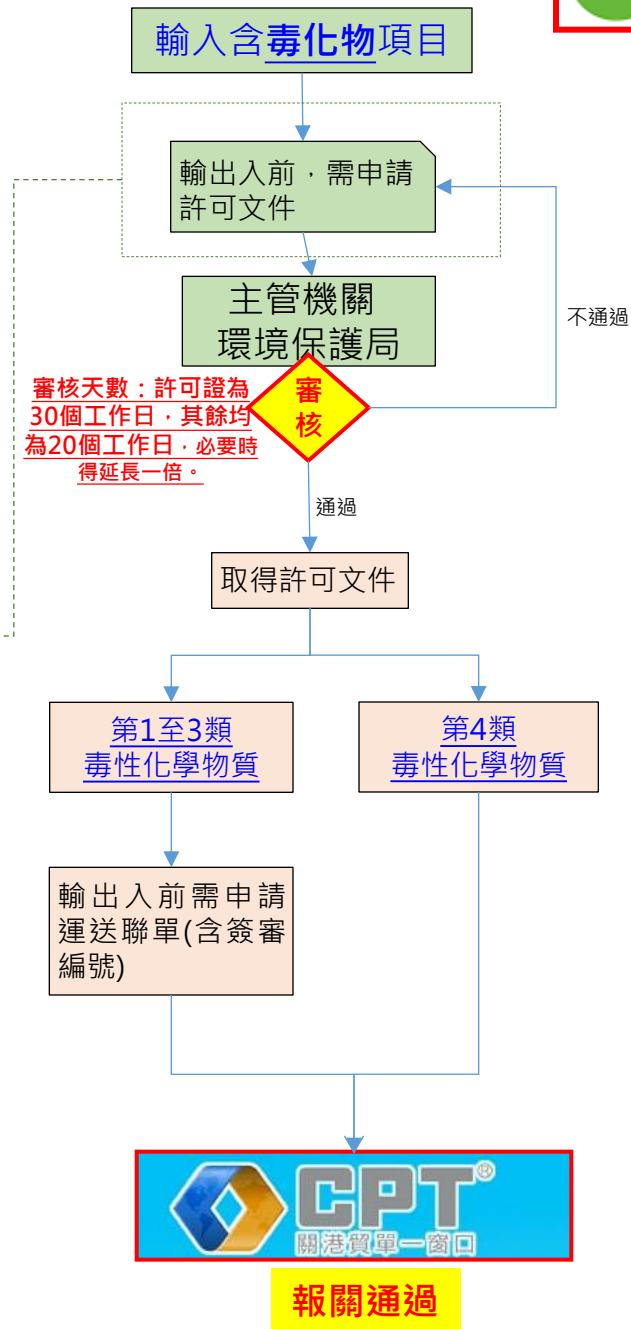 輸入含毒化物項目
輸出入前，需申請
許可文件
主管機關
環境保護局
不通過
審核天數：許可證為
30個工作日，其餘均
為20個工作日，必要時
得延長一倍。
審
核
通過
取得許可文件
第1至3類
毒性化學物質
第4類
毒性化學物質
輸出入前需申請
運送聯單(含簽審
編號)
CPT®
關港貿單一窗口
報關通過